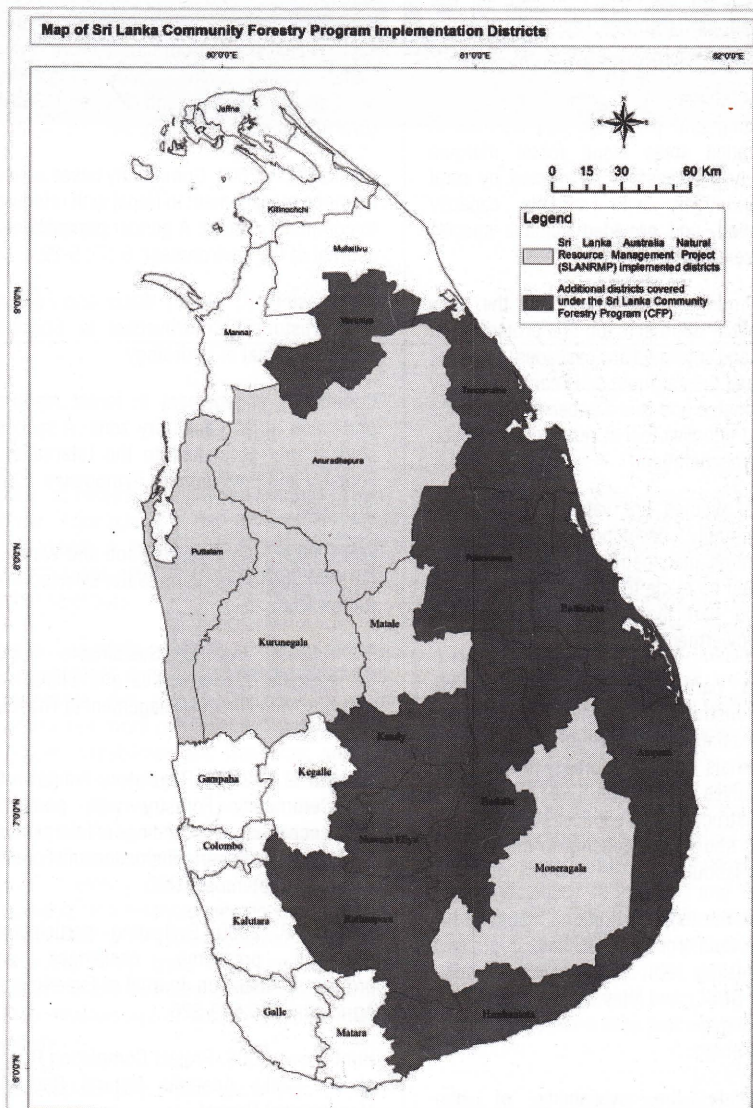 Map of Sri Lanka Community Forestry Program Implementation Districts
80°0'0"E 81°0'0"E 82°0'0"E
Jaffna
0 15 30 60 Km
Killinochchi
Legend
Sri Lanka Australia Natural
Resource Management Project
(SLANRMP) implemented districts
Additional districts covered
under the Sri Lanka Community
Forestry Program (CFP)
Mullaitivu
9°0'0"N
Mannar
Vavuniya
Trincomalee
Anuradhapura
8°0'0"N
Puttalam
Polonnaruwa
Batticaloa
Kurunegala
Matale
Kandy
Ampara
Gampaha
Kegalle
Badulla
7°0'0"N
Colombo
Nuwara Eliya
Moneragala
Kalutara
Rathnapura
Galle
Matara
Hambantota
6°0'0"N